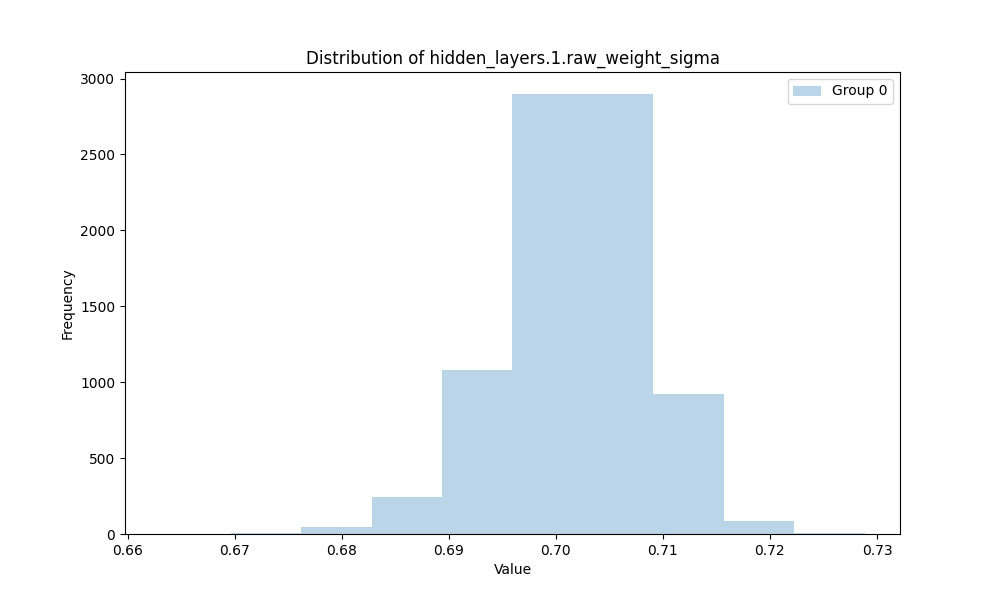 Distribution of hidden_layers.1.raw_weight_sigma
Group 0
3000
2500
2000
1500
1000
500
0
Frequency
0.66 0.67 0.68 0.69 0.70 0.71 0.72 0.73
Value